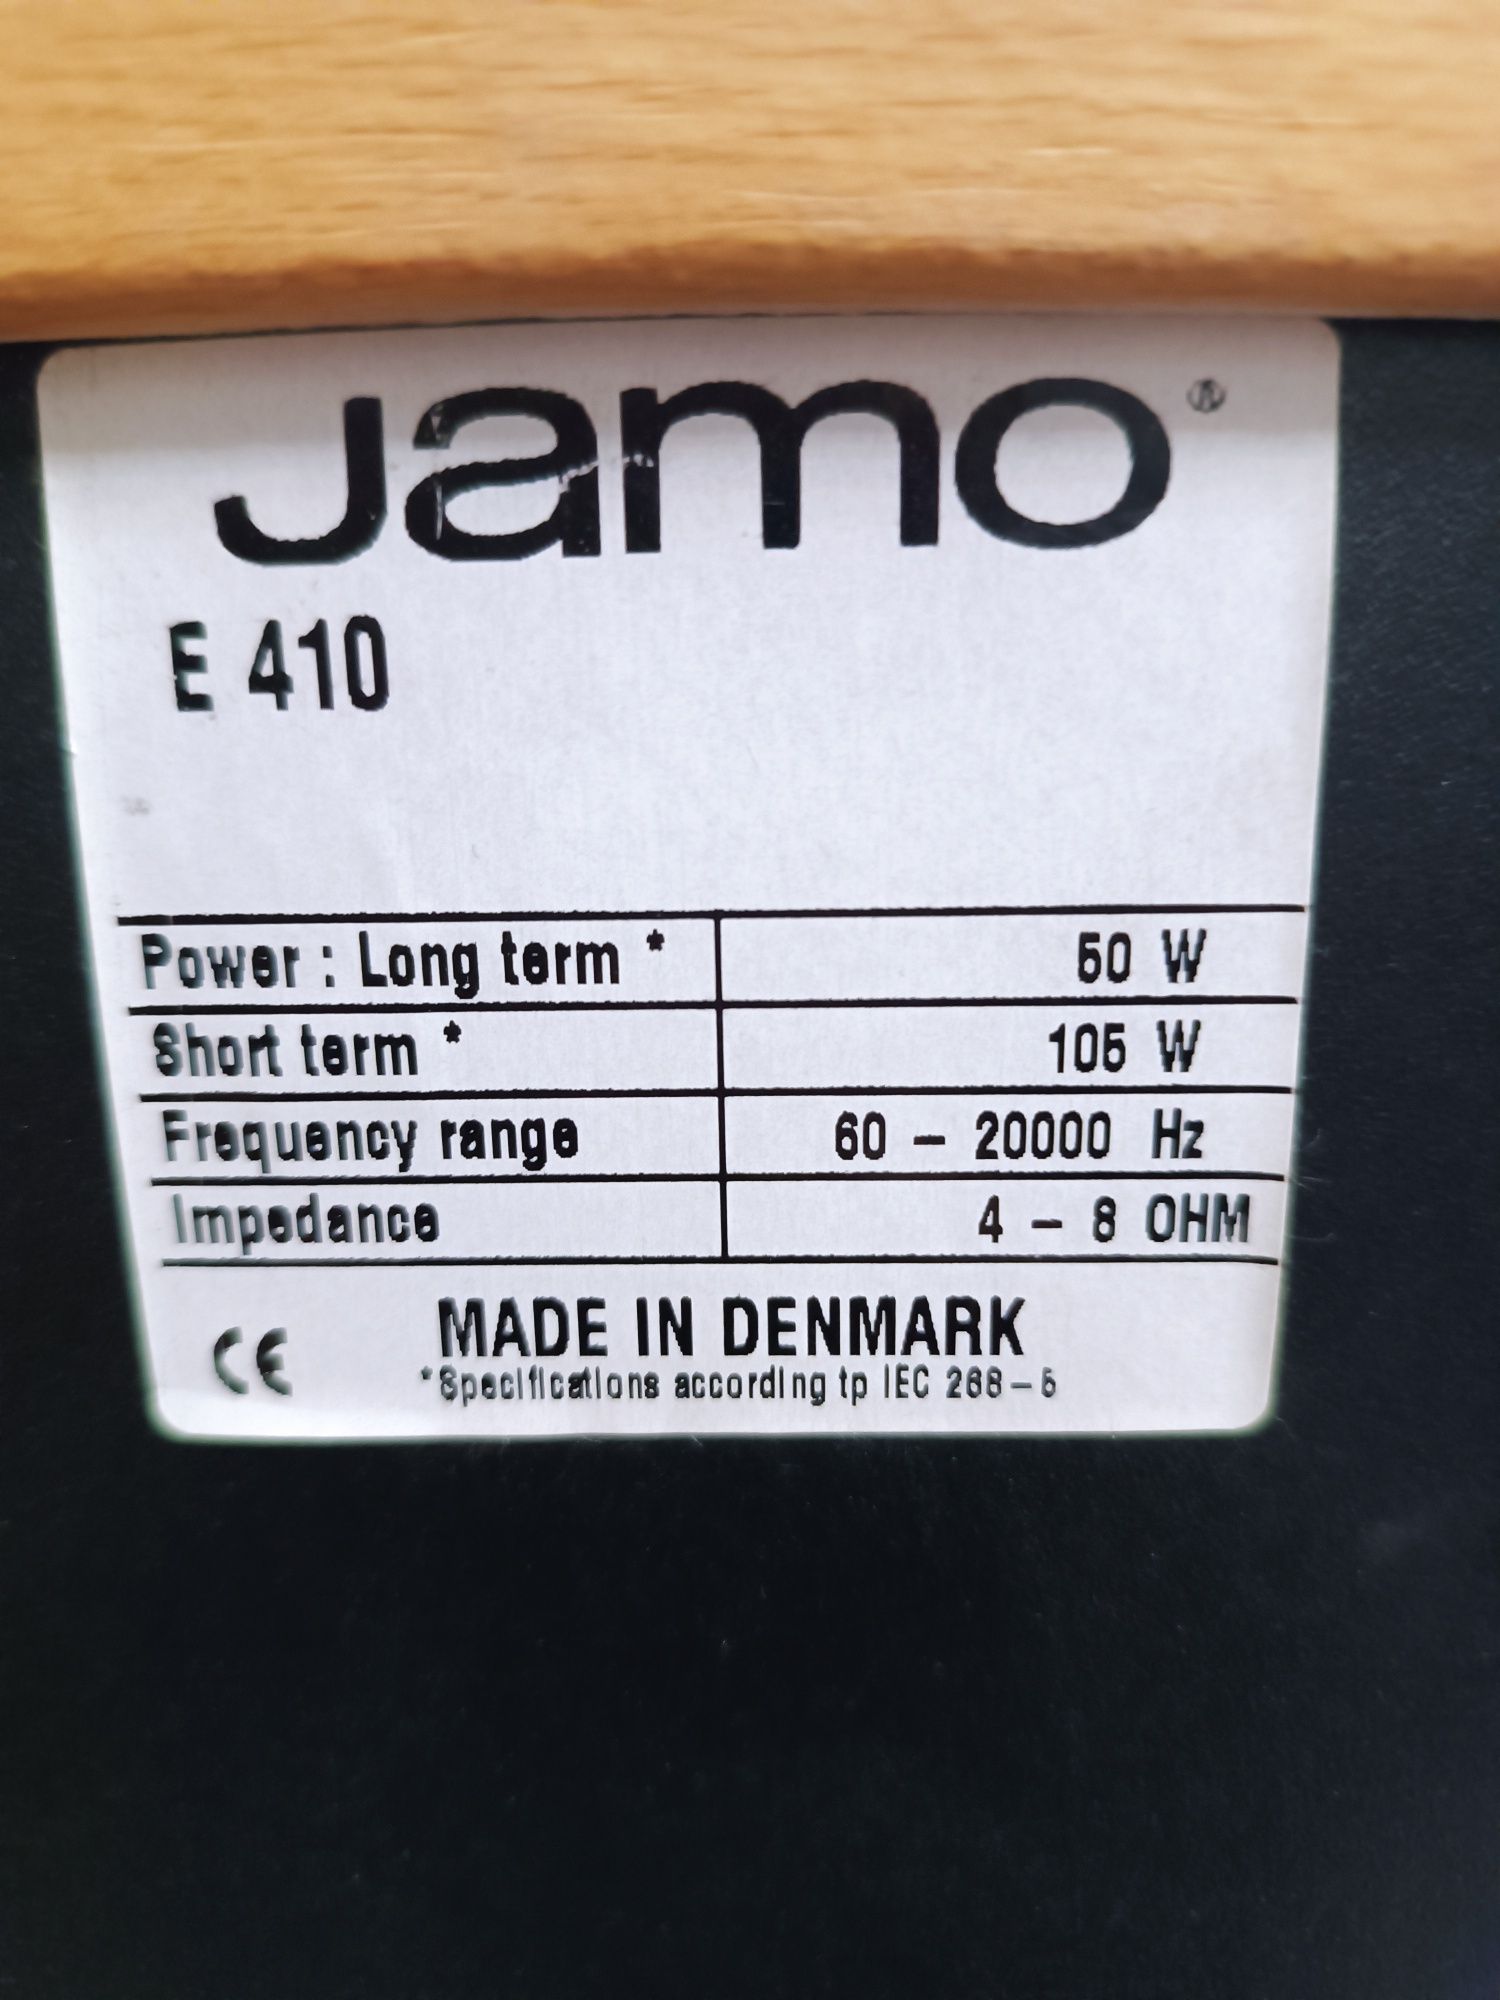 Jamo®
E 410
Power : Long term * 50 W
Short term * 105 W
Frequency range 60 – 20000 Hz
Impedance 4 – 8 OHM
CE MADE IN DENMARK
*Specifications according tp IEC 268–5